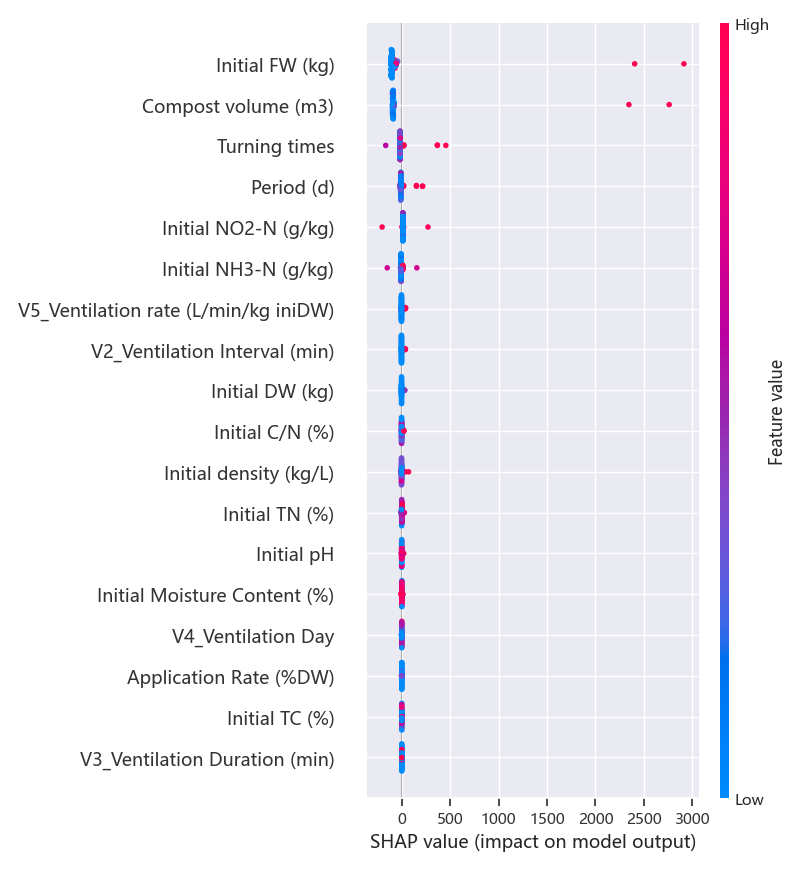 High
Initial FW (kg)
Compost volume (m3)
Turning times
Period (d)
Initial NO2-N (g/kg)
Initial NH3-N (g/kg)
V5_Ventilation rate (L/min/kg iniDW)
V2_Ventilation Interval (min)
Initial DW (kg)
Initial C/N (%)
Initial density (kg/L)
Initial TN (%)
Initial pH
Initial Moisture Content (%)
V4_Ventilation Day
Application Rate (%DW)
Initial TC (%)
V3_Ventilation Duration (min)
Feature value
Low
0 500 1000 1500 2000 2500 3000
SHAP value (impact on model output)